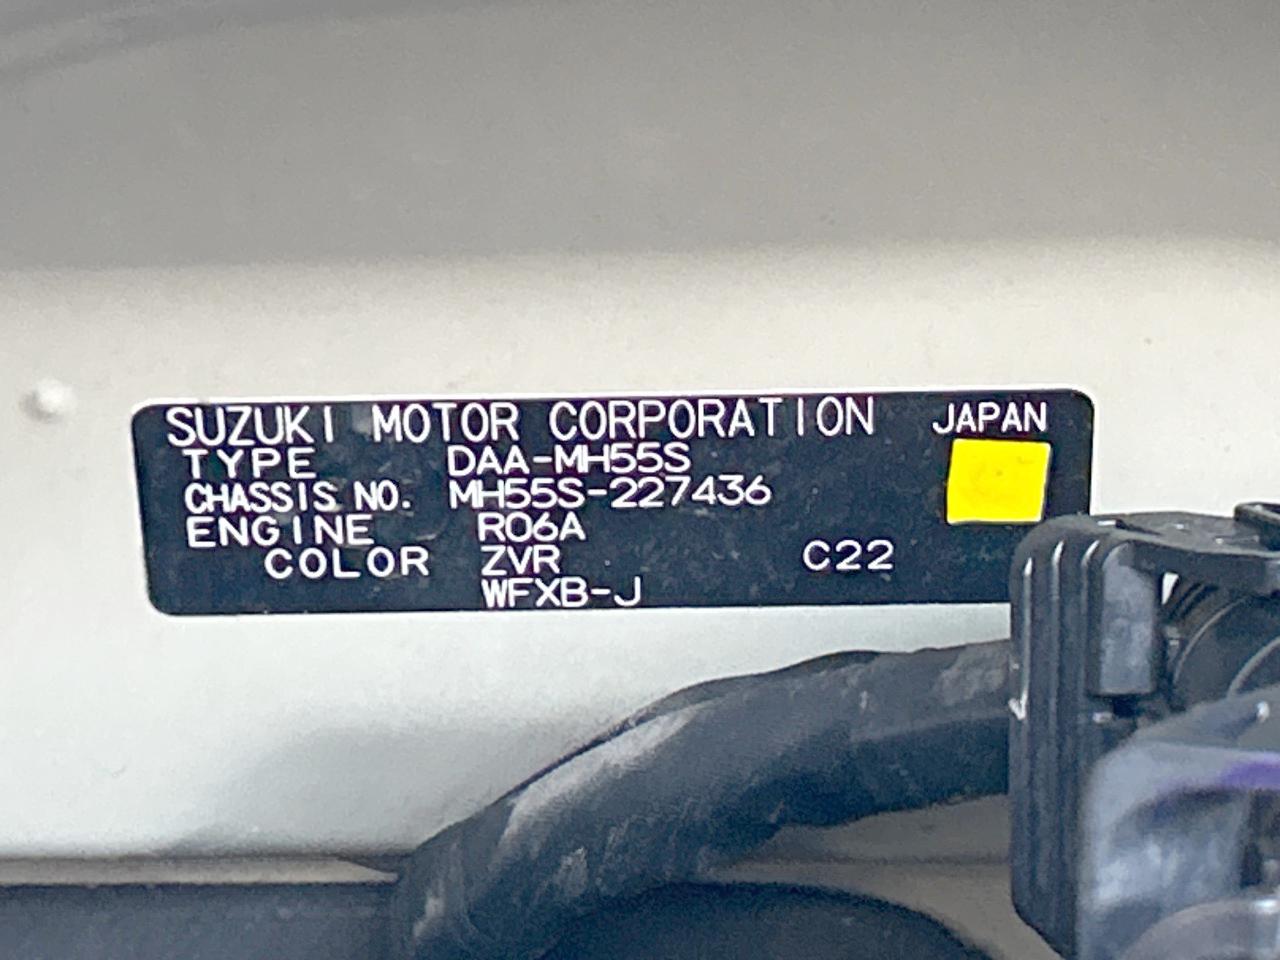 SUZUKI MOTOR CORPORATION JAPAN
TYPE DAA-MH55S
CHASSIS NO. MH55S-227436
ENGINE R06A
COLOR ZVR C22
WFXB-J